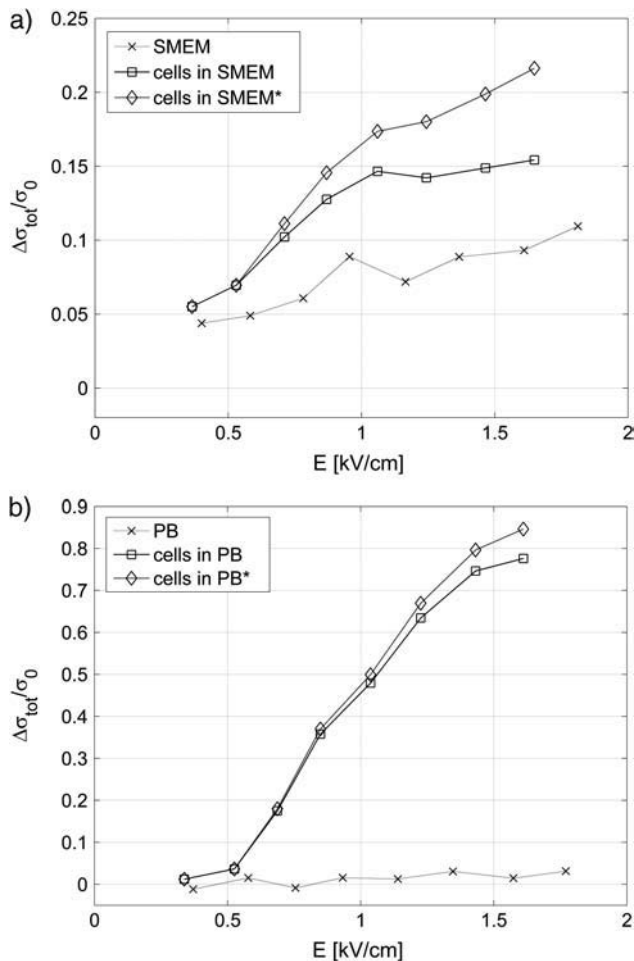 a)
0.25
0.2
0.15
0.1
0.05
0
Δσtot/σ0
SMEM
cells in SMEM
cells in SMEM*
0 0.5 1 1.5 2
E [kV/cm]
b)
0.9
0.8
0.7
0.6
0.5
0.4
0.3
0.2
0.1
0
Δσtot/σ0
PB
cells in PB
cells in PB*
0 0.5 1 1.5 2
E [kV/cm]